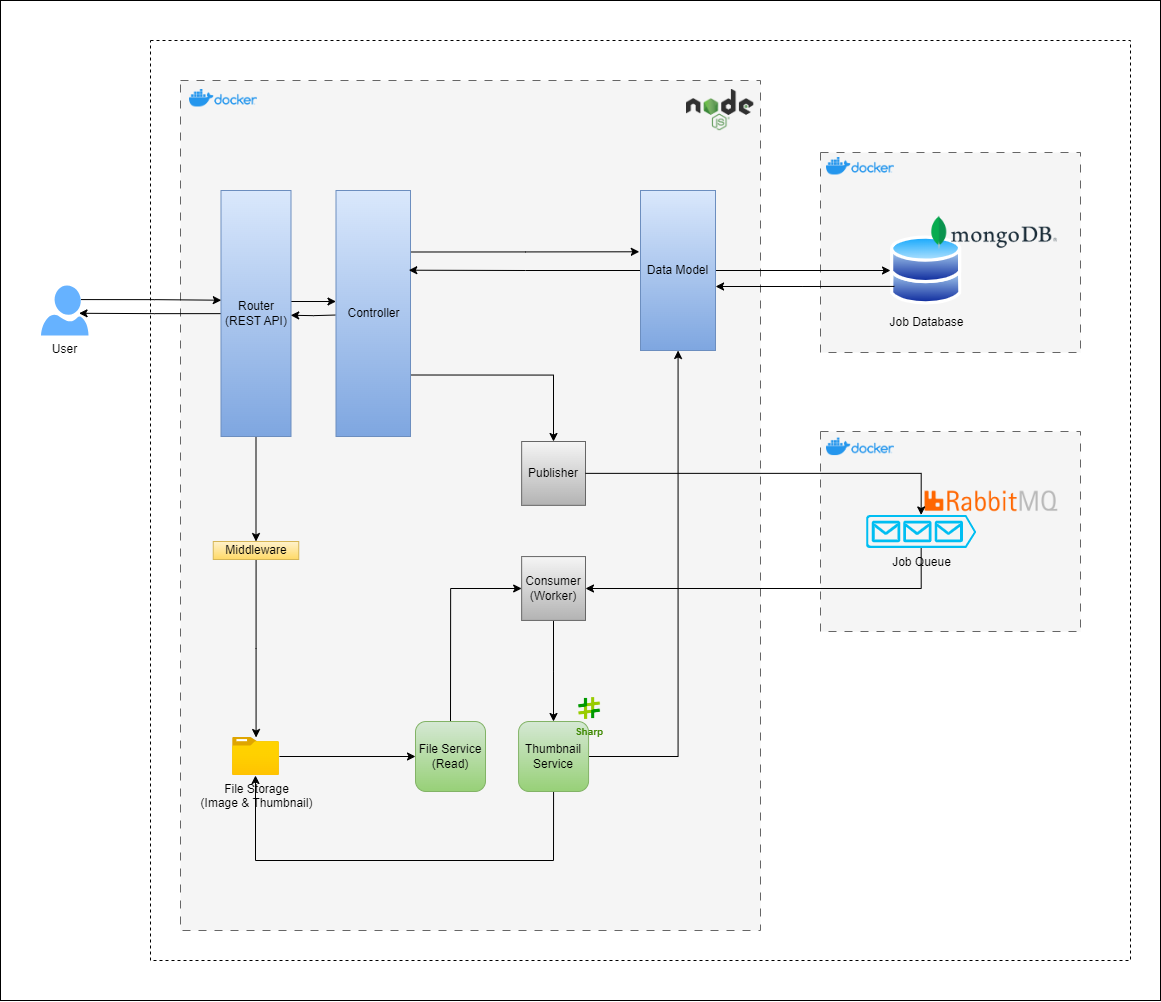 docker
node
JS
docker
mongoDB.
Job Database
Router
(REST API)
Controller
Data Model
User
Publisher
docker
RabbitMQ
Job Queue
Middleware
Consumer
(Worker)
Sharp
File Service
(Read)
Thumbnail
Service
File Storage
(Image & Thumbnail)